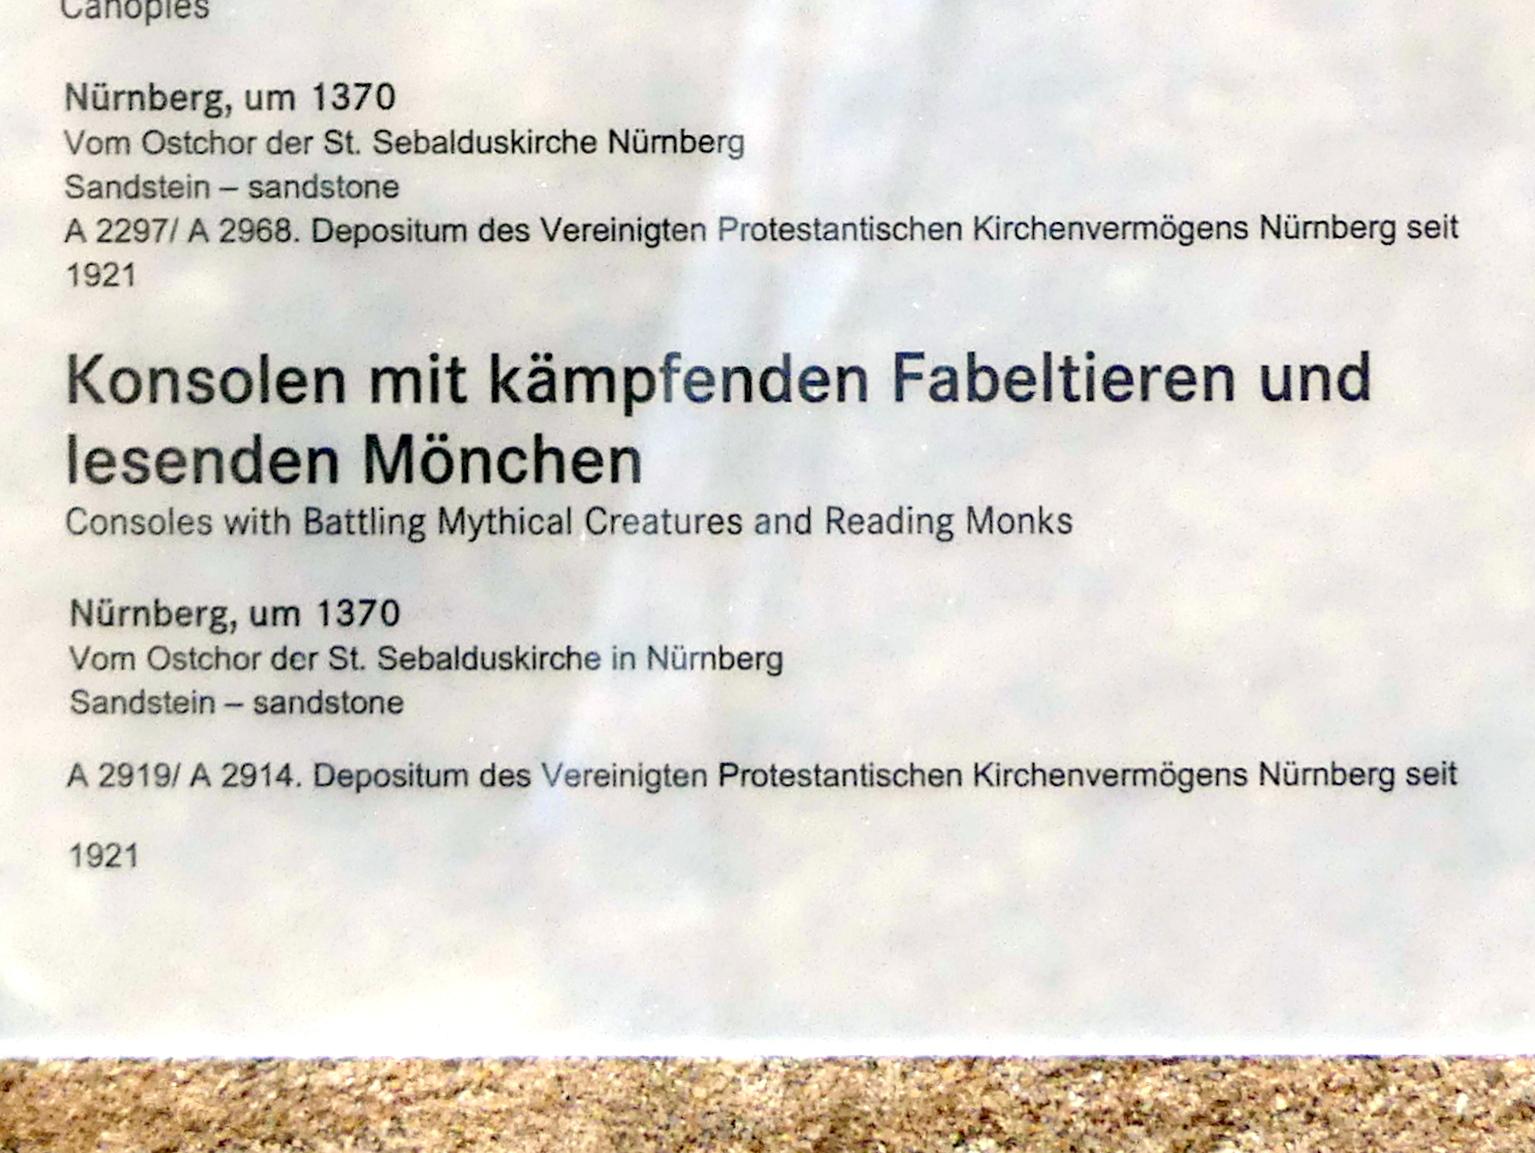 Canopies
Nürnberg, um 1370
Vom Ostchor der St. Sebalduskirche Nürnberg
Sandstein – sandstone
A 2297/ A 2968. Depositum des Vereinigten Protestantischen Kirchenvermögens Nürnberg seit
1921
Konsolen mit kämpfenden Fabeltieren und
lesenden Mönchen
Consoles with Battling Mythical Creatures and Reading Monks
Nürnberg, um 1370
Vom Ostchor der St. Sebalduskirche in Nürnberg
Sandstein – sandstone
A 2919/ A 2914. Depositum des Vereinigten Protestantischen Kirchenvermögens Nürnberg seit
1921